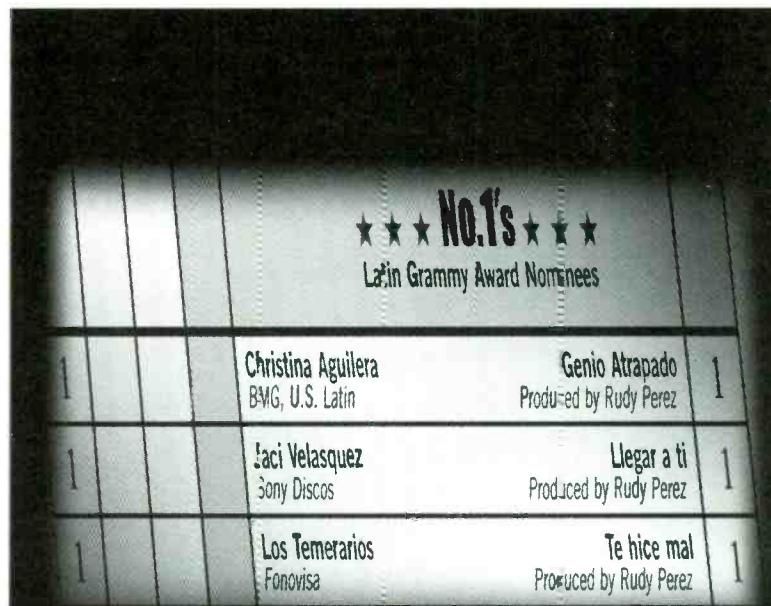 ★ ★ ★ No.1's ★ ★ ★
Latin Grammy Award Nominees
1 Christina Aguilera Genio Atrapado 1
BMG, U.S. Latin Produced by Rudy Perez
1 Jaci Velasquez Llegar a ti 1
Sony Discos Produced by Rudy Perez
1 Los Temerarios Te hice mal 1
Fonovisa Produced by Rudy Perez